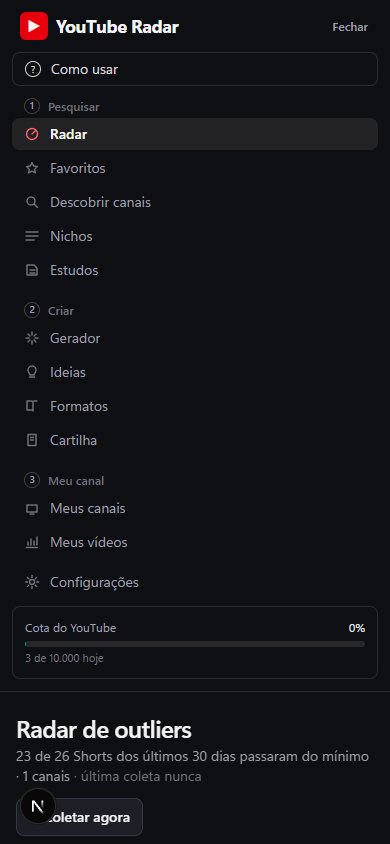 YouTube Radar
Fechar
? Como usar
1 Pesquisar
Radar
Favoritos
Descobrir canais
Nichos
Estudos
2 Criar
Gerador
Ideias
Formatos
Cartilha
3 Meu canal
Meus canais
Meus vídeos
Configurações
Cota do YouTube 0%
3 de 10.000 hoje
Radar de outliers
23 de 26 Shorts dos últimos 30 dias passaram do mínimo
· 1 canais · última coleta nunca
N
oletar agora